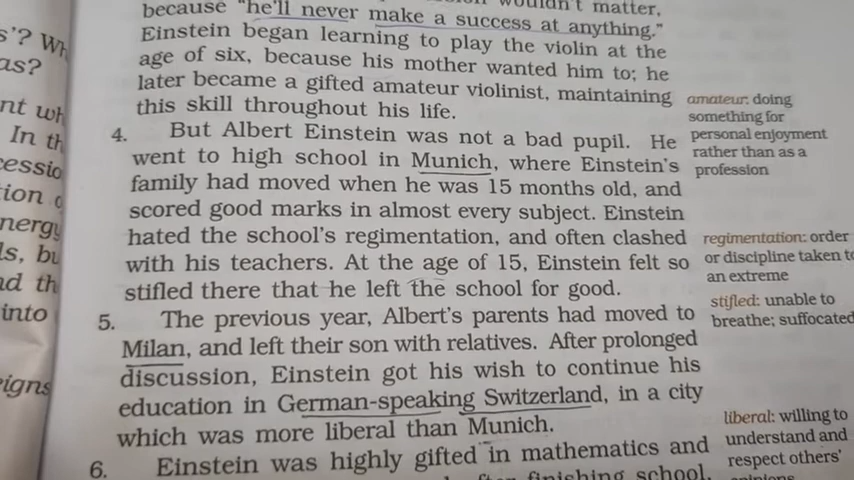 because "he'll never make a success at anything."
Einstein began learning to play the violin at the
age of six, because his mother wanted him to; he
later became a gifted amateur violinist, maintaining
this skill throughout his life.
4. But Albert Einstein was not a bad pupil. He
went to high school in Munich, where Einstein's
family had moved when he was 15 months old, and
scored good marks in almost every subject. Einstein
hated the school's regimentation, and often clashed
with his teachers. At the age of 15, Einstein felt so
stifled there that he left the school for good.
5. The previous year, Albert's parents had moved to
Milan, and left their son with relatives. After prolonged
discussion, Einstein got his wish to continue his
education in German-speaking Switzerland, in a city
which was more liberal than Munich.
6. Einstein was highly gifted in mathematics and
finishing school,
amateur: doing
something for
personal enjoyment
rather than as a
profession
regimentation: order
or discipline taken to
an extreme
stifled: unable to
breathe; suffocated
liberal: willing to
understand and
respect others'
opinions